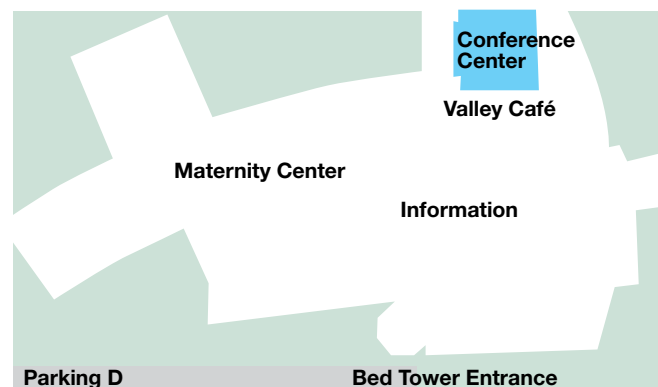 Conference
Center
Valley Café
Maternity Center
Information
Parking D
Bed Tower Entrance